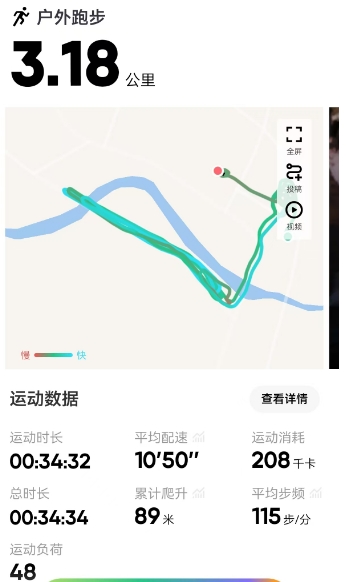 户外跑步
3.18 公里
全屏
投稿
视频
慢 快
运动数据 查看详情
运动时长 平均配速 运动消耗
00:34:32 10'50'' 208 千卡
总时长 累计爬升 平均步频
00:34:34 89 米 115 步/分
运动负荷
48